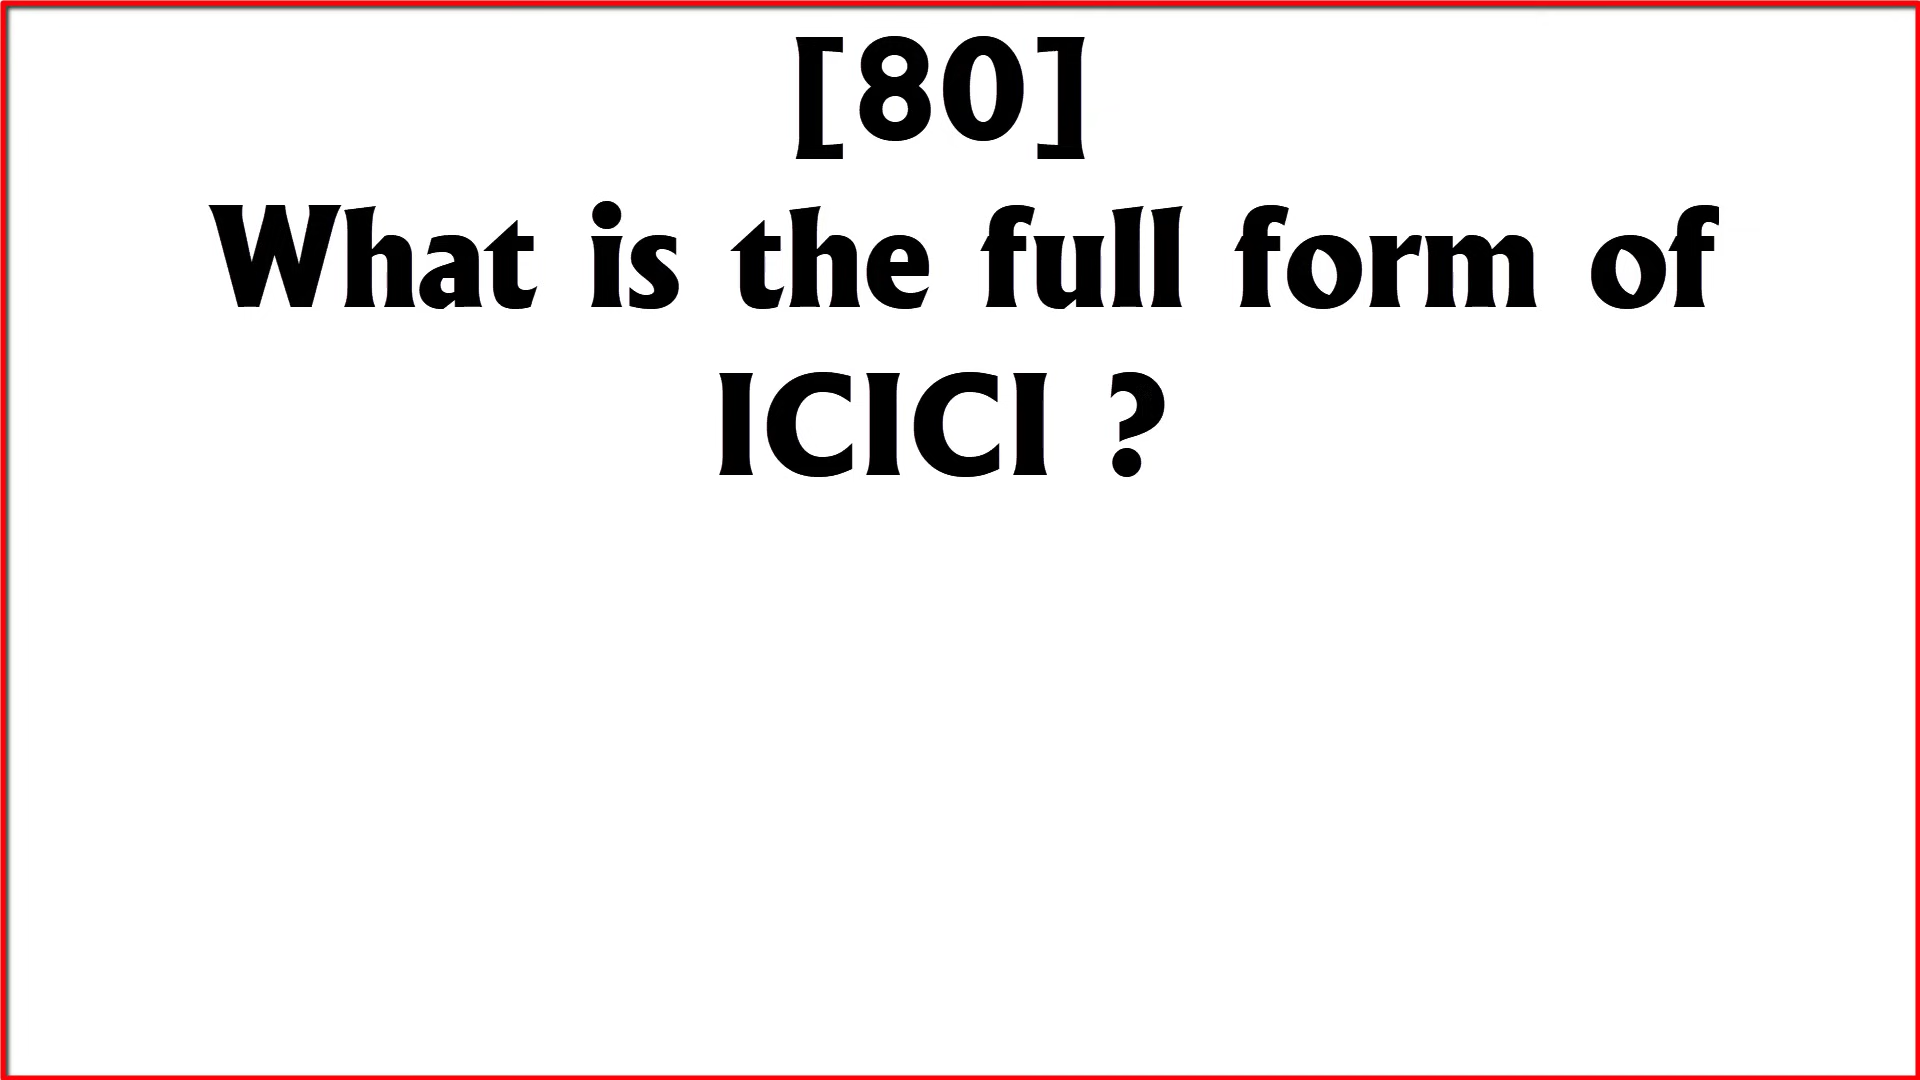 [80]
What is the full form of
ICICI ?